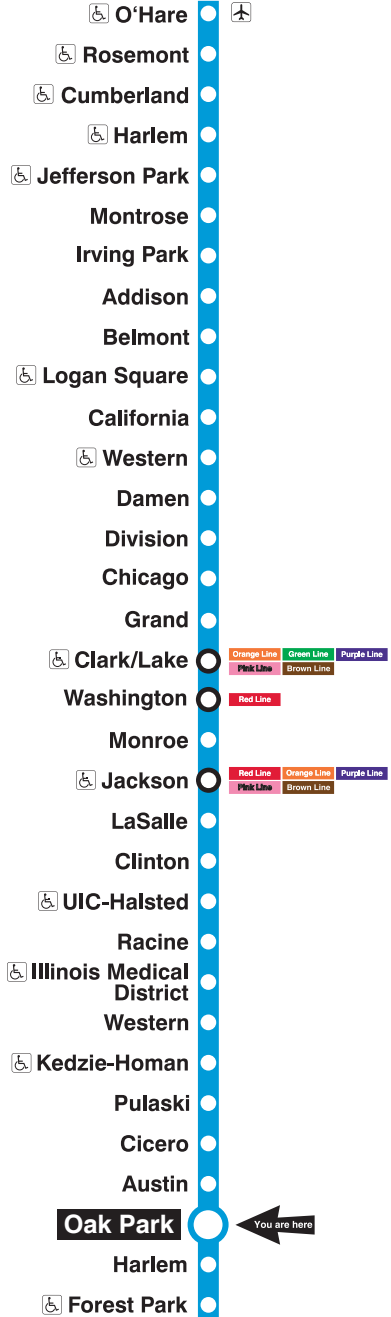 O'Hare
Rosemont
Cumberland
Harlem
Jefferson Park
Montrose
Irving Park
Addison
Belmont
Logan Square
California
Western
Damen
Division
Chicago
Grand
Clark/Lake
Orange Line Green Line Purple Line
Pink Line Brown Line
Washington
Red Line
Monroe
Jackson
Red Line Orange Line Purple Line
Pink Line Brown Line
LaSalle
Clinton
UIC-Halsted
Racine
Illinois Medical
District
Western
Kedzie-Homan
Pulaski
Cicero
Austin
Oak Park
You are here
Harlem
Forest Park